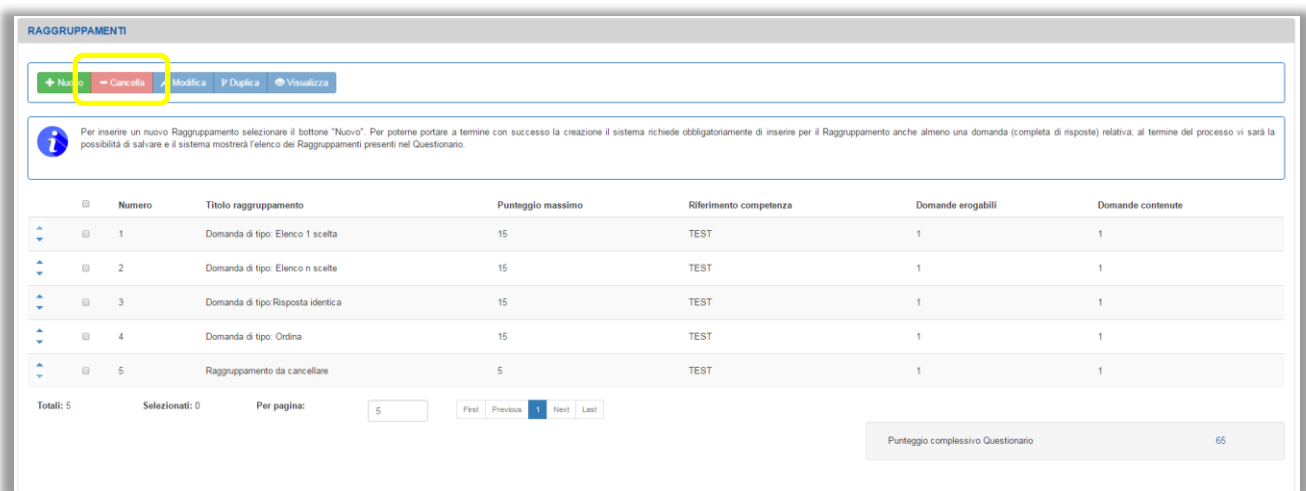 RAGGRUPPAMENTI
Nuovo Cancella Modifica Duplica Visualizza
Per inserire un nuovo Raggruppamento selezionare il bottone "Nuovo". Per poterne portare a termine con successo la creazione il sistema richiede obbligatoriamente di inserire per il Raggruppamento anche almeno una domanda (completa di risposte) relativa; al termine del processo vi sarà la
possibilità di salvare e il sistema mostrerà l'elenco dei Raggruppamenti presenti nel Questionario.
Numero Titolo raggruppamento Punteggio massimo Riferimento competenza Domande erogabili Domande contenute
1 Domanda di tipo: Elenco 1 scelta 15 TEST 1 1
2 Domanda di tipo: Elenco n scelte 15 TEST 1 1
3 Domanda di tipo:Risposta identica 15 TEST 1 1
4 Domanda di tipo: Ordina 15 TEST 1 1
5 Raggruppamento da cancellare 5 TEST 1 1
Totali: 5 Selezionati: 0 Per pagina: 5 First Previous 1 Next Last
Punteggio complessivo Questionario 65